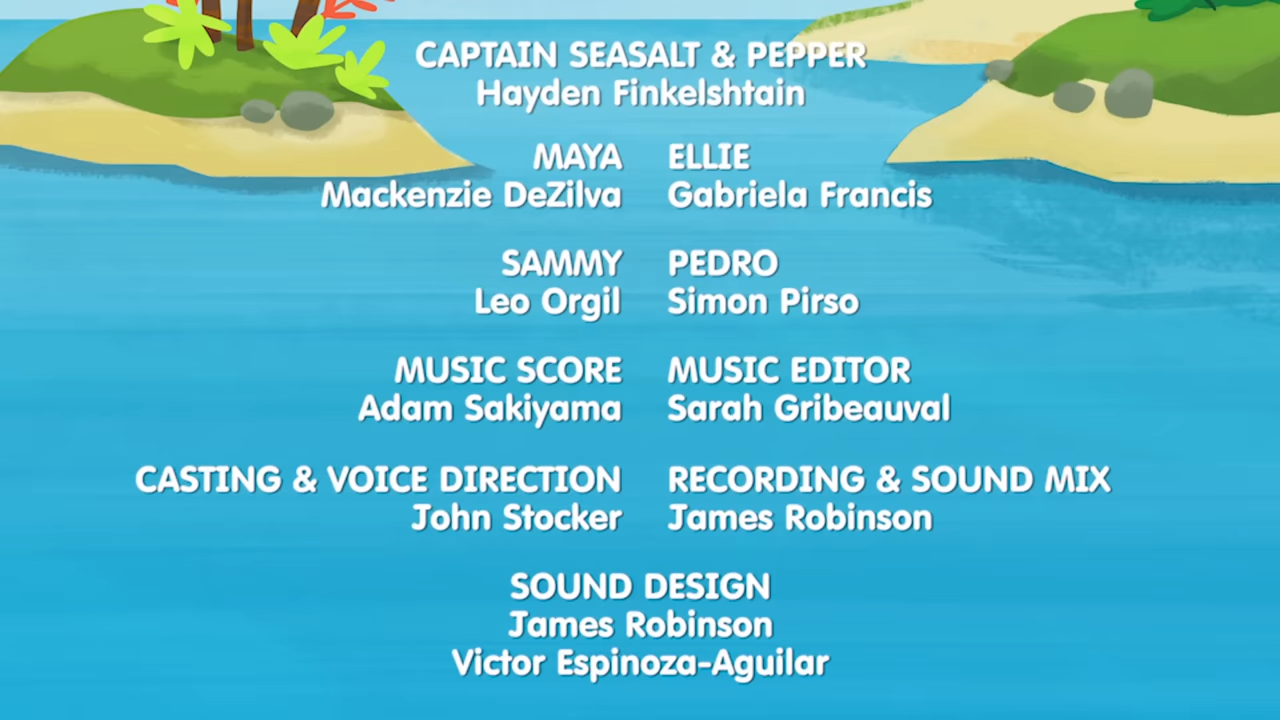 CAPTAIN SEASALT & PEPPER
Hayden Finkelshtain
MAYA
Mackenzie DeZilva
ELLIE
Gabriela Francis
SAMMY
Leo Orgil
PEDRO
Simon Pirso
MUSIC SCORE
Adam Sakiyama
MUSIC EDITOR
Sarah Gribeauval
CASTING & VOICE DIRECTION
John Stocker
RECORDING & SOUND MIX
James Robinson
SOUND DESIGN
James Robinson
Victor Espinoza-Aguilar